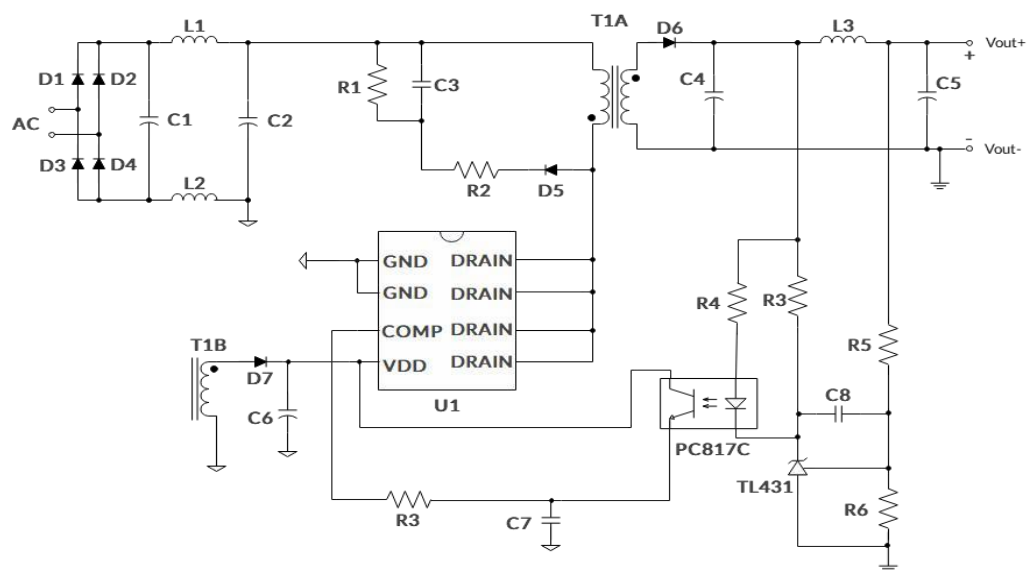 T1A
L1
D6
L3
Vout+
+
D1
D2
R1
C3
C4
C5
AC
C1
C2
-
Vout-
D3
D4
L2
R2
D5
GND
DRAIN
GND
DRAIN
R4
R3
COMP
DRAIN
T1B
VDD
DRAIN
R5
D7
C6
U1
C8
PC817C
TL431
R3
C7
R6